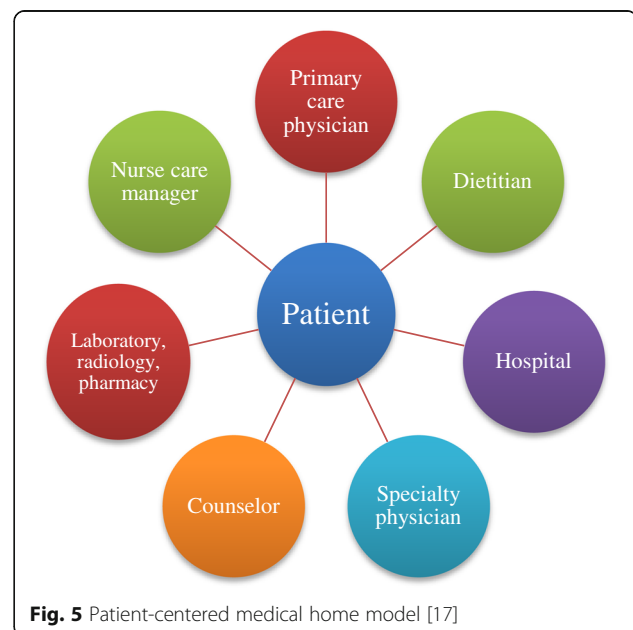 Primary
care
physician
Nurse care
manager
Dietitian
Patient
Laboratory,
radiology,
pharmacy
Hospital
Counselor
Specialty
physician
Fig. 5 Patient-centered medical home model [17]